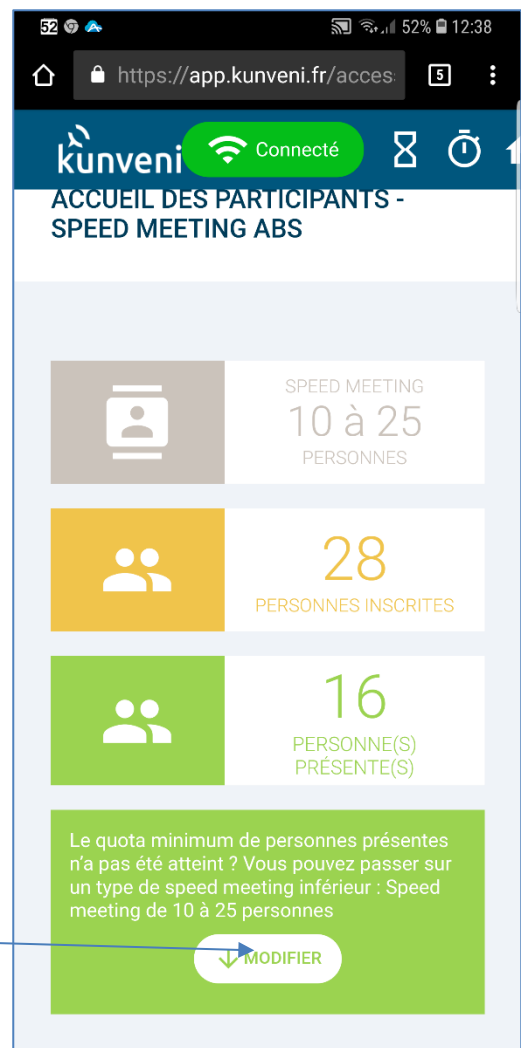 52 52% 12:38
https://app.kunveni.fr/acces 5
kunveni Connecté
ACCUEIL DES PARTICIPANTS -
SPEED MEETING ABS
SPEED MEETING
10 à 25
PERSONNES
28
PERSONNES INSCRITES
16
PERSONNE(S)
PRÉSENTE(S)
Le quota minimum de personnes présentes
n'a pas été atteint ? Vous pouvez passer sur
un type de speed meeting inférieur : Speed
meeting de 10 à 25 personnes
MODIFIER